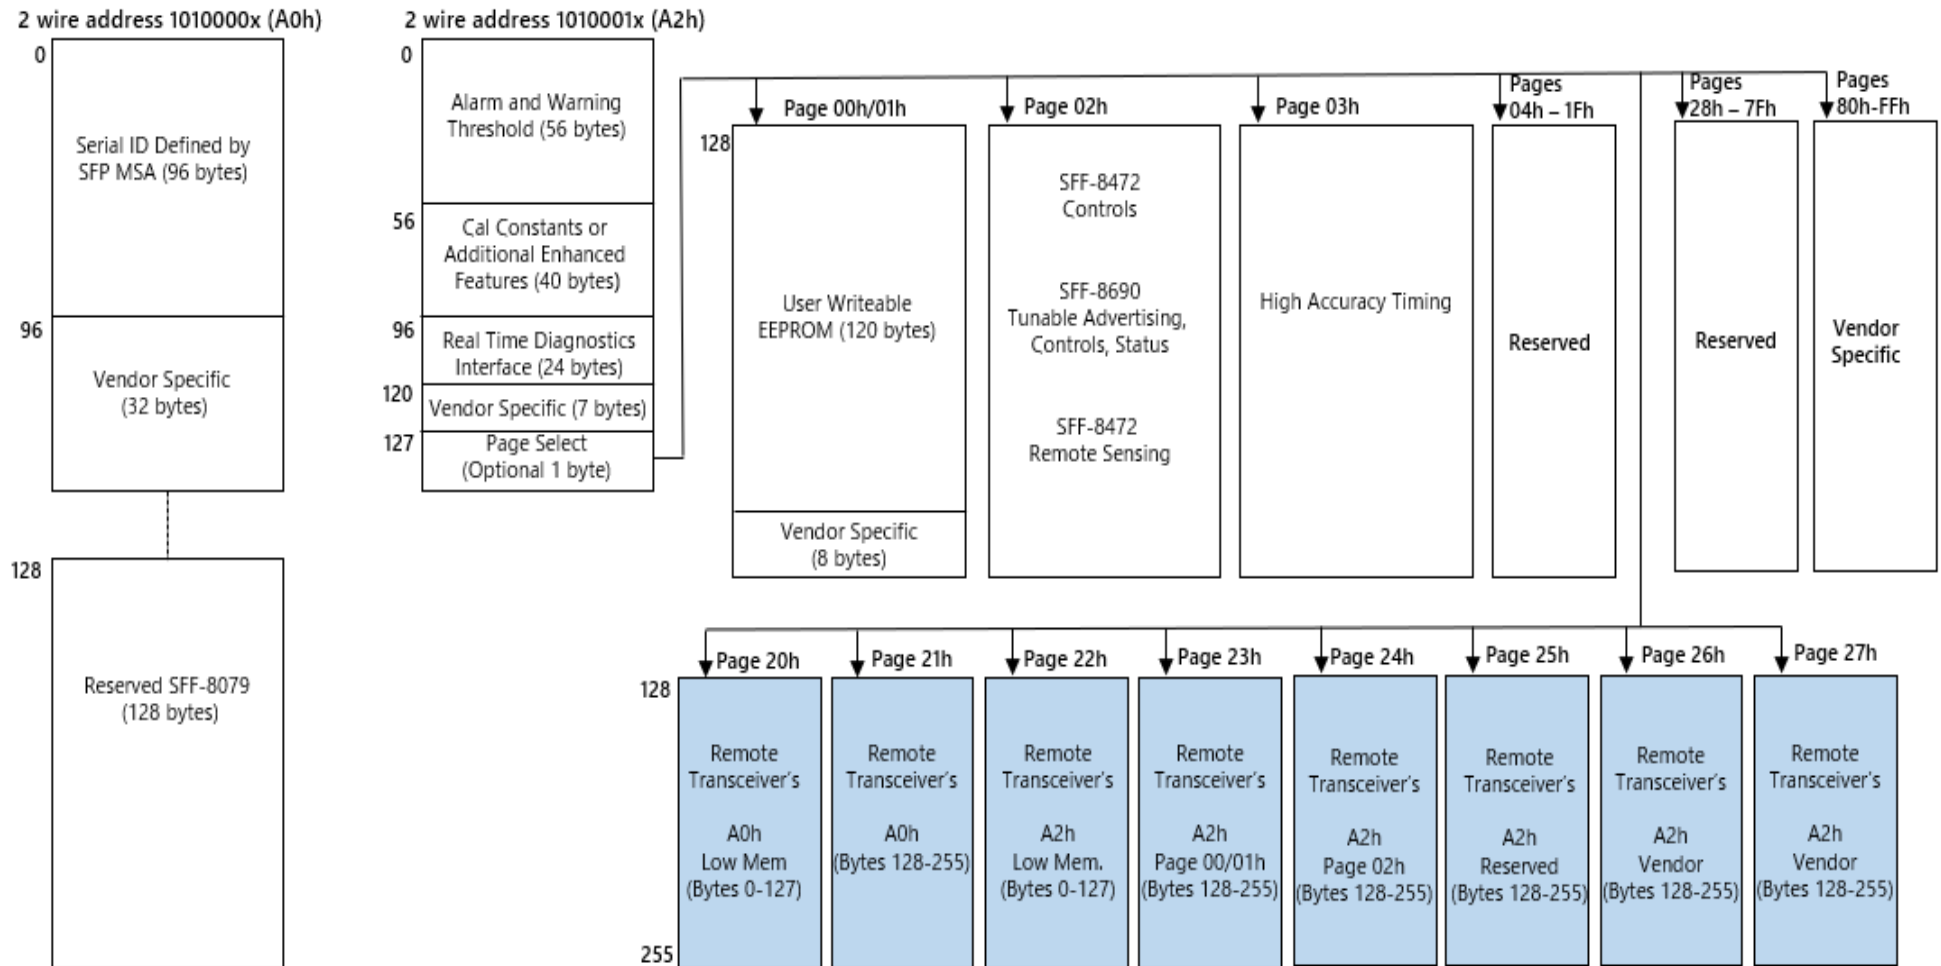 2 wire address 1010000x (A0h)
0
Serial ID Defined by
SFP MSA (96 bytes)
96
Vendor Specific
(32 bytes)
128
Reserved SFF-8079
(128 bytes)
2 wire address 1010001x (A2h)
0
Alarm and Warning
Threshold (56 bytes)
56
Cal Constants or
Additional Enhanced
Features (40 bytes)
96
Real Time Diagnostics
Interface (24 bytes)
120
Vendor Specific (7 bytes)
127
Page Select
(Optional 1 byte)
Page 00h/01h
128
User Writeable
EEPROM (120 bytes)
Vendor Specific
(8 bytes)
Page 02h
SFF-8472
Controls
SFF-8690
Tunable Advertising,
Controls, Status
SFF-8472
Remote Sensing
Page 03h
High Accuracy Timing
Pages
04h – 1Fh
Reserved
Pages
28h – 7Fh
Reserved
Pages
80h-FFh
Vendor
Specific
128
255
Page 20h
Remote
Transceiver's
A0h
Low Mem
(Bytes 0-127)
Page 21h
Remote
Transceiver's
A0h
(Bytes 128-255)
Page 22h
Remote
Transceiver's
A2h
Low Mem.
(Bytes 0-127)
Page 23h
Remote
Transceiver's
A2h
Page 00/01h
(Bytes 128-255)
Page 24h
Remote
Transceiver's
A2h
Page 02h
(Bytes 128-255)
Page 25h
Remote
Transceiver's
A2h
Reserved
(Bytes 128-255)
Page 26h
Remote
Transceiver's
A2h
Vendor
(Bytes 128-255)
Page 27h
Remote
Transceiver's
A2h
Vendor
(Bytes 128-255)